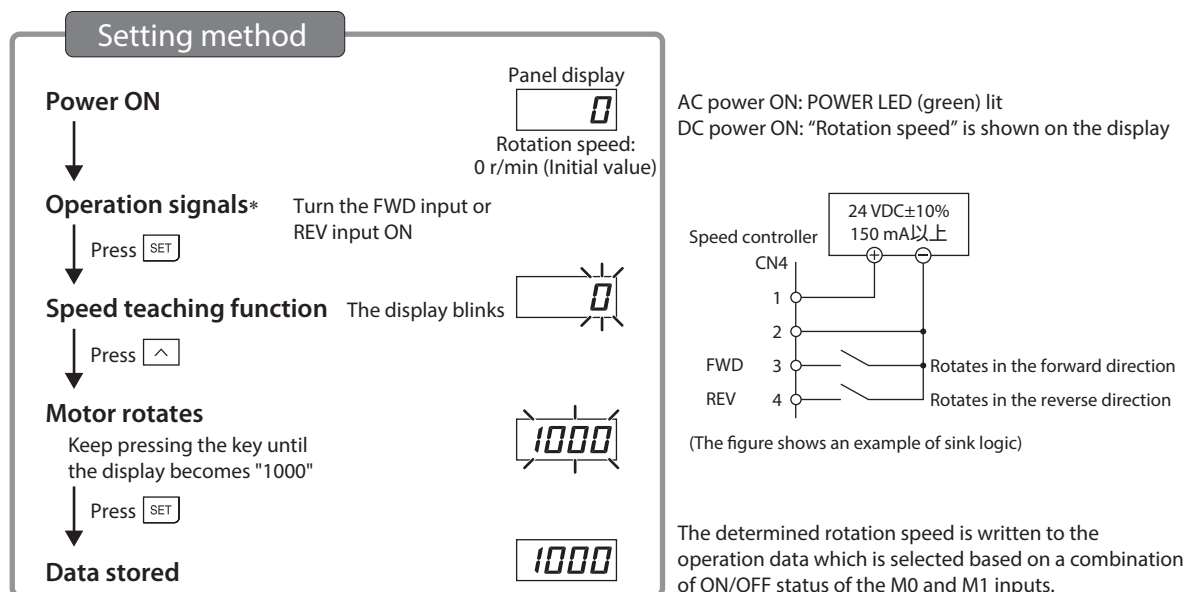 Setting method
Panel display
Power ON
0
Rotation speed:
0 r/min (Initial value)
AC power ON: POWER LED (green) lit
DC power ON: “Rotation speed” is shown on the display
Operation signals*
Turn the FWD input or
REV input ON
Press SET
Speed teaching function
The display blinks
0
Press ^
Motor rotates
Keep pressing the key until
the display becomes "1000"
1000
Press SET
Data stored
1000
24 VDC±10%
150 mA以上
Speed controller
CN4
+
−
1
2
FWD 3 Rotates in the forward direction
REV 4 Rotates in the reverse direction
(The figure shows an example of sink logic)
The determined rotation speed is written to the
operation data which is selected based on a combination
of ON/OFF status of the M0 and M1 inputs.